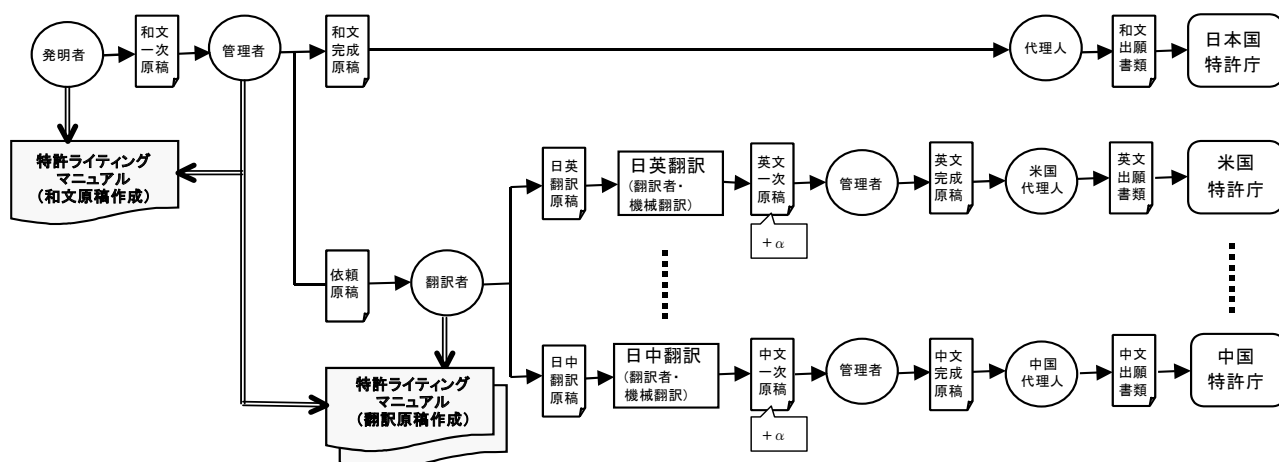 発明者
和文
一次
原稿
管理者
和文
完成
原稿
代理人
和文
出願
書類
日本国
特許庁
特許ライティング
マニュアル
（和文原稿作成）
依頼
原稿
翻訳者
特許ライティング
マニュアル
（翻訳原稿作成）
日英
翻訳
原稿
日英翻訳
（翻訳者・
機械翻訳）
英文
一次
原稿
+α
管理者
英文
完成
原稿
米国
代理人
英文
出願
書類
米国
特許庁
日中
翻訳
原稿
日中翻訳
（翻訳者・
機械翻訳）
中文
一次
原稿
+α
管理者
中文
完成
原稿
中国
代理人
中文
出願
書類
中国
特許庁